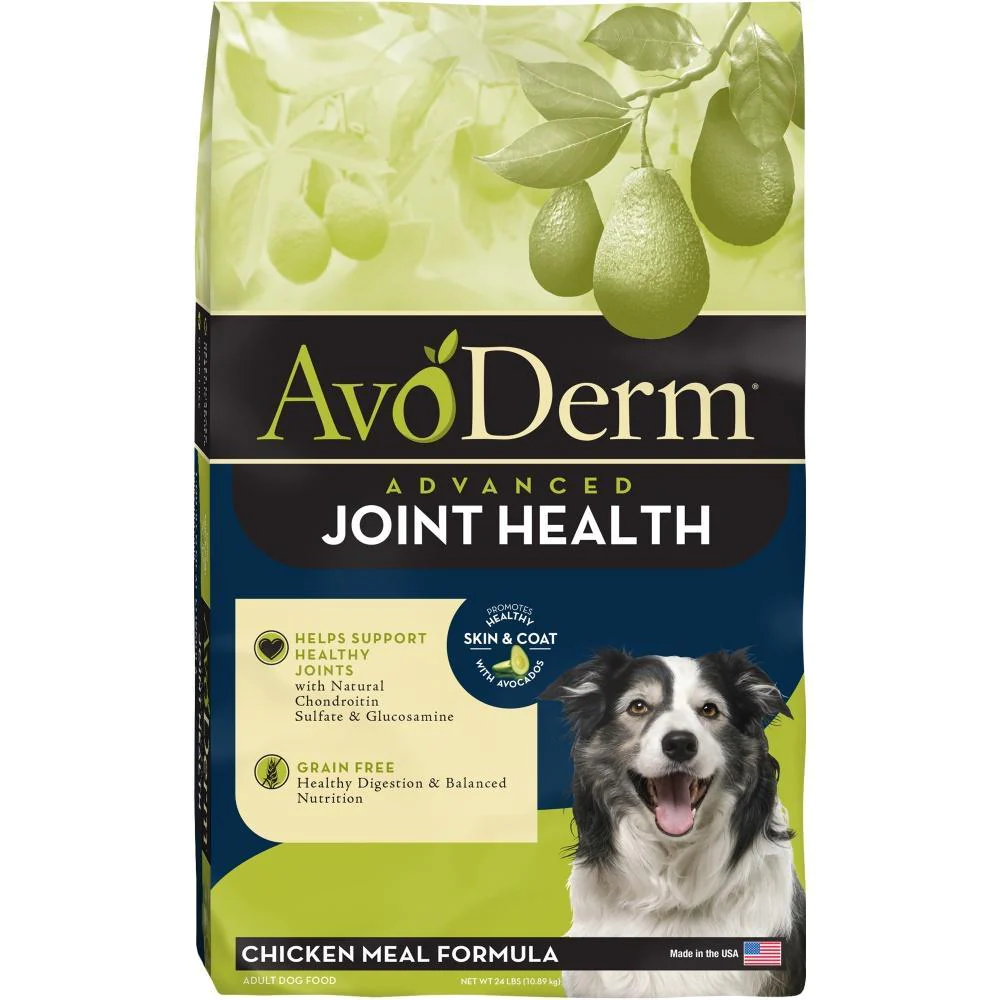 AvoDerm®
ADVANCED
JOINT HEALTH
PROMOTES
HEALTHY
SKIN & COAT
WITH AVOCADOS
HELPS SUPPORT
HEALTHY
JOINTS
with Natural
Chondroitin
Sulfate & Glucosamine
GRAIN FREE
Healthy Digestion & Balanced
Nutrition
CHICKEN MEAL FORMULA
Made in the USA
ADULT DOG FOOD
NET WT 24 LBS (10.89 kg)